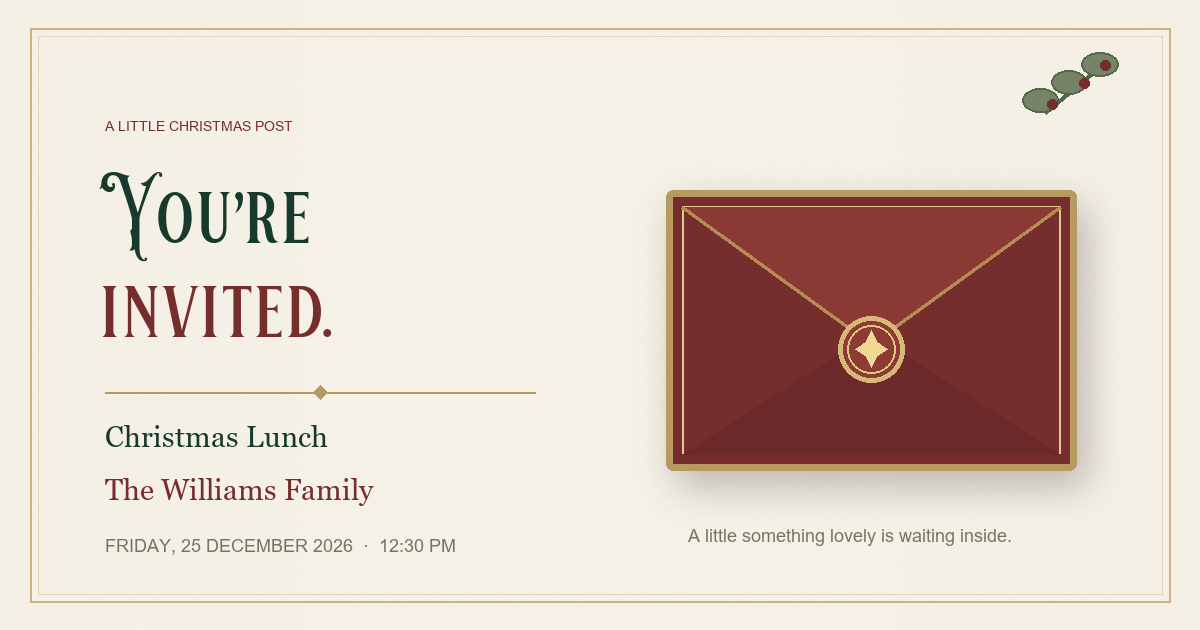 A LITTLE CHRISTMAS POST
YOU’RE
INVITED.
Christmas Lunch
The Williams Family
FRIDAY, 25 DECEMBER 2026 · 12:30 PM
A little something lovely is waiting inside.